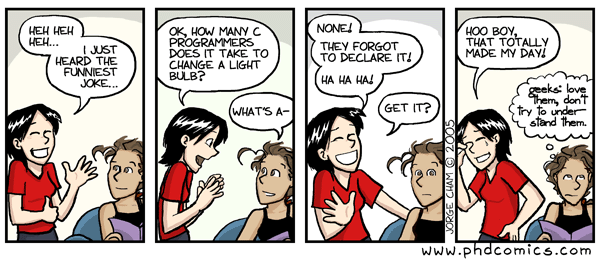 HEH HEH
HEH...
I JUST
HEARD THE
FUNNIEST
JOKE...
OK, HOW MANY C
PROGRAMMERS
DOES IT TAKE TO
CHANGE A LIGHT
BULB?
WHAT'S A-
NONE!
THEY FORGOT
TO DECLARE IT!
HA HA HA!
GET IT?
JORGE CHAM © 2005
HOO BOY,
THAT TOTALLY
MADE MY DAY!
geeks: love
them, don't
try to under-
stand them.
www.phdcomics.com